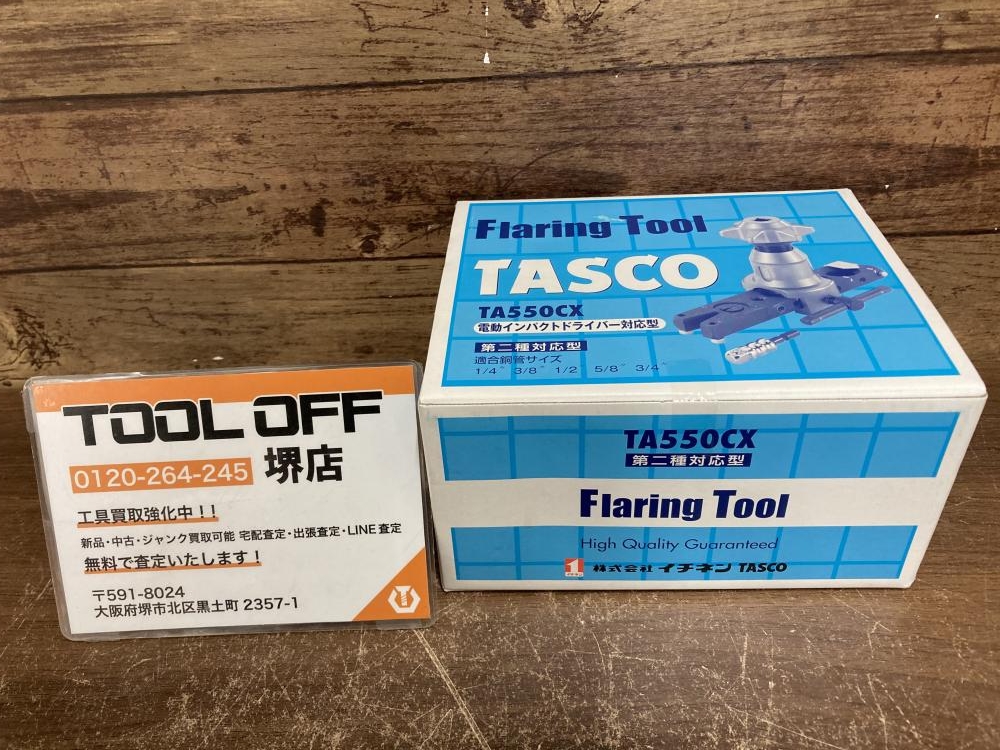 TOOL OFF
0120-264-245 堺店
工具買取強化中！！
新品・中古・ジャンク買取可能 宅配査定・出張査定・LINE査定
無料で査定いたします！
〒591-8024
大阪府堺市北区黒土町 2357-1
Flaring Tool
TASCO
TA550CX
電動インパクトドライバー対応型
第二種対応型
適合銅管サイズ
1/4" 3/8" 1/2" 5/8" 3/4"
TA550CX
第二種対応型
Flaring Tool
High Quality Guaranteed
株式会社 イチネン TASCO